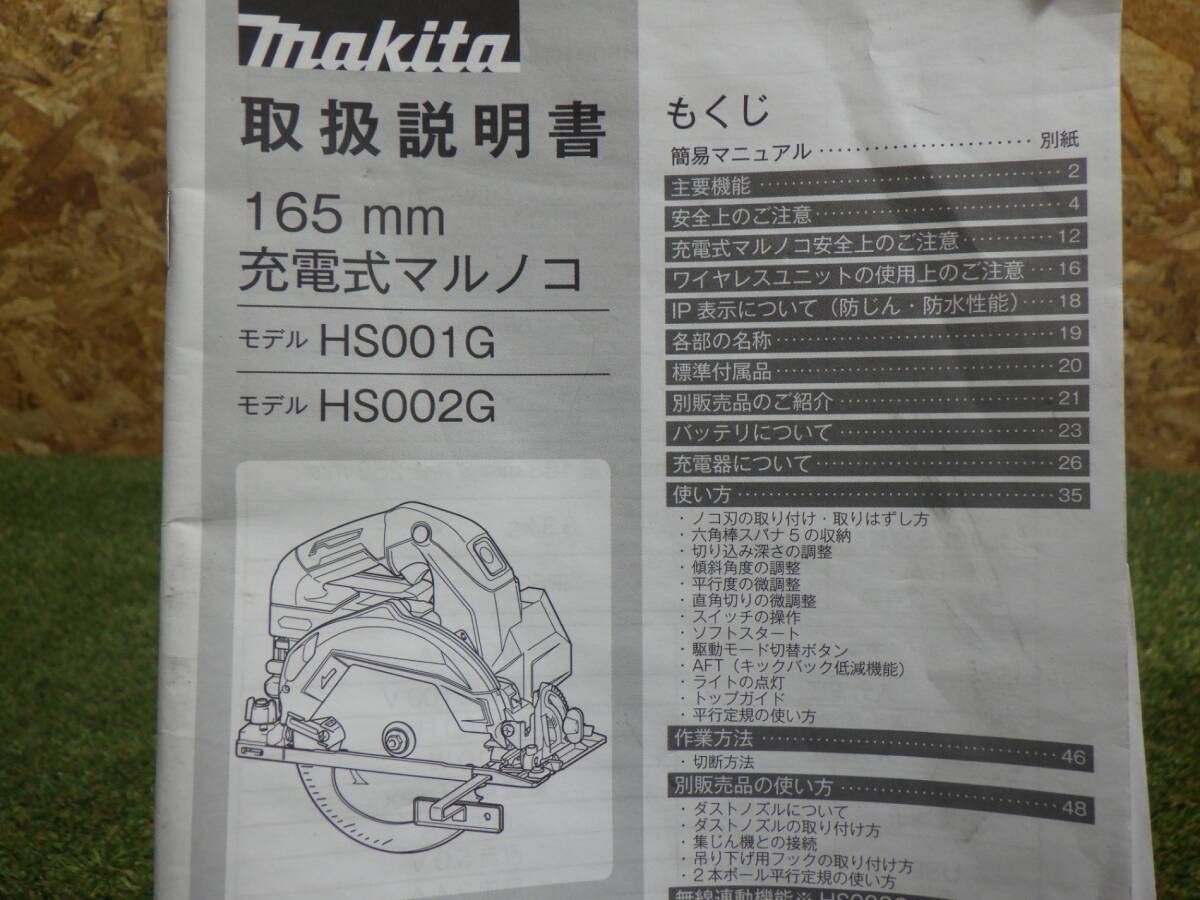 makita
取扱説明書
165 mm
充電式マルノコ
モデル HS001G
モデル HS002G
もくじ
簡易マニュアル ························ 別紙
主要機能 ························ 2
安全上のご注意 ························ 4
充電式マルノコ安全上のご注意 ············ 12
ワイヤレスユニットの使用上のご注意 ··· 16
IP 表示について（防じん・防水性能） ···· 18
各部の名称 ························ 19
標準付属品 ························ 20
別販売品のご紹介 ························ 21
バッテリについて ························ 23
充電器について ························ 26
使い方 ························ 35
・ノコ刃の取り付け・取りはずし方
・六角棒スパナ 5 の収納
・切り込み深さの調整
・傾斜角度の調整
・平行度の微調整
・直角切りの微調整
・スイッチの操作
・ソフトスタート
・駆動モード切替ボタン
・AFT（キックバック低減機能）
・ライトの点灯
・トップガイド
・平行定規の使い方
作業方法 ························ 46
・切断方法
別販売品の使い方 ························ 48
・ダストノズルについて
・ダストノズルの取り付け方
・集じん機との接続
・吊り下げ用フックの取り付け方
・2 本ポール平行定規の使い方
無線連動機能※ HS002G